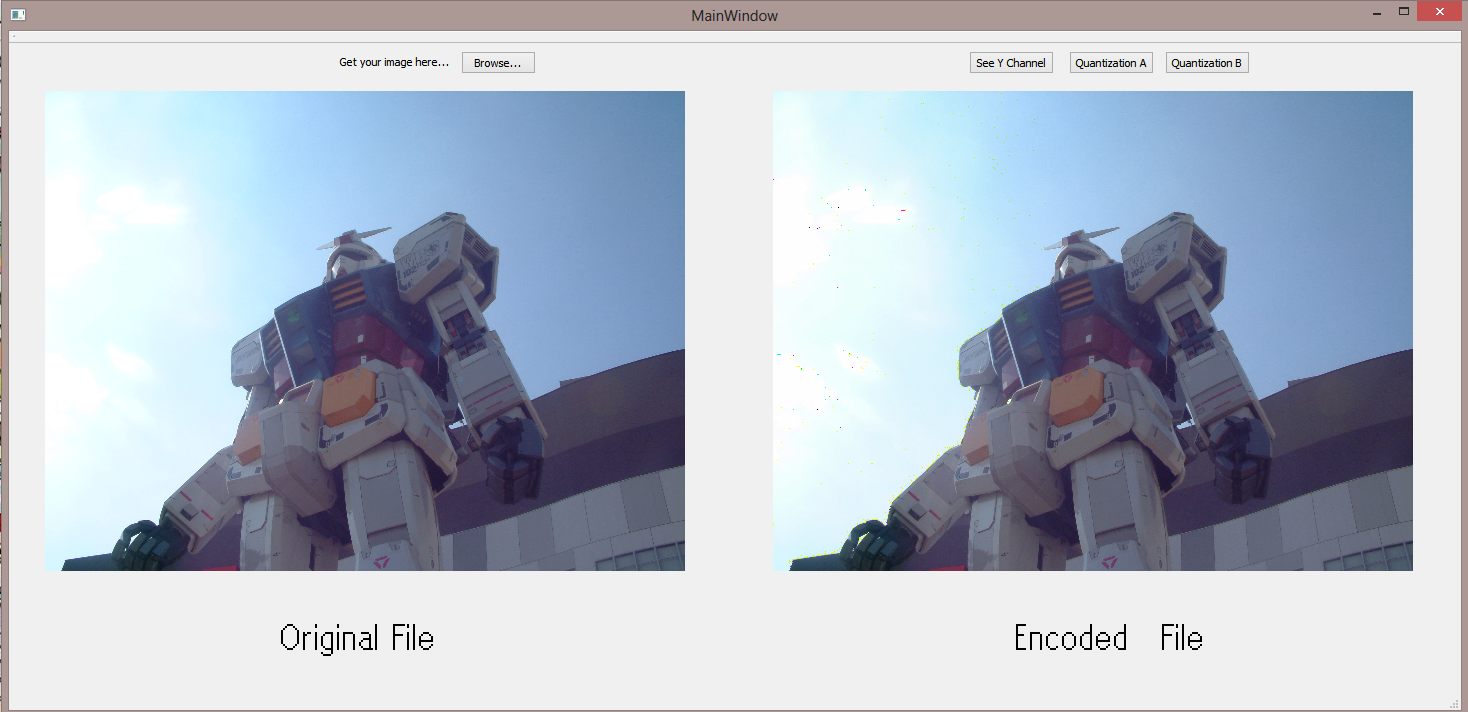 MainWindow
Get your image here... Browse... See Y Channel Quantization A Quantization B
Original File Encoded File